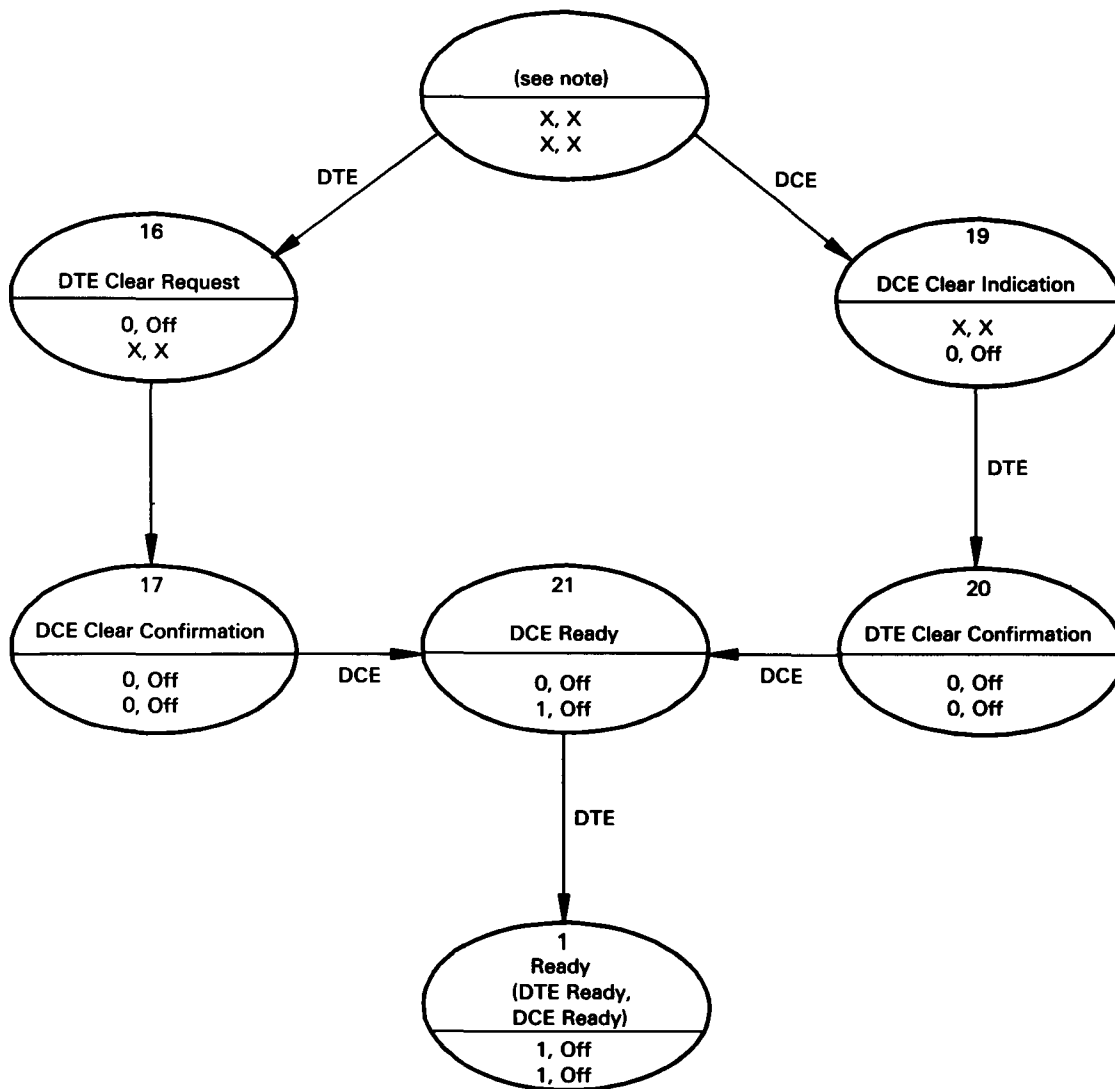 (see note)
X, X
X, X
DTE
DCE
16
DTE Clear Request
0, Off
X, X
19
DCE Clear Indication
X, X
0, Off
DTE
17
DCE Clear Confirmation
0, Off
0, Off
DCE
21
DCE Ready
0, Off
1, Off
DCE
20
DTE Clear Confirmation
0, Off
0, Off
DTE
1
Ready
(DTE Ready,
DCE Ready)
1, Off
1, Off